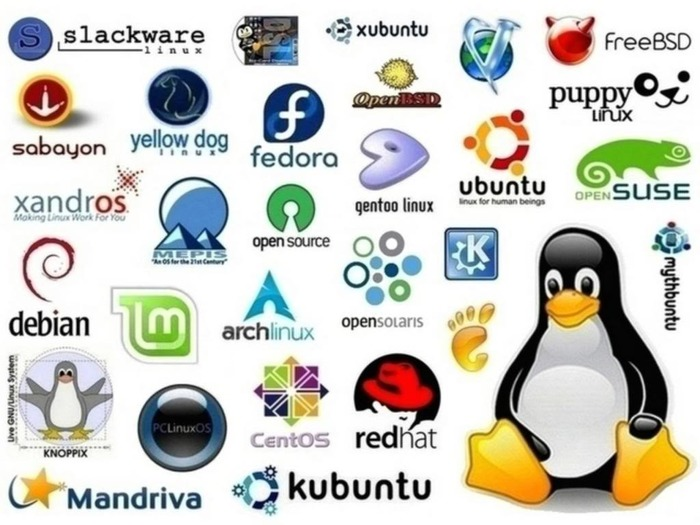 S slackware
linux
DSL
xubuntu
V
FreeBSD
sabayon
yellow dog
linux
fedora
OpenBSD
gentoo linux
puppy
Linux
ubuntu
linux for human beings
openSUSE
xandros
Making Linux Work For You
MEPIS
"An OS for the 21st Century"
open source
opensolaris
K
mythbuntu
debian
lm
archlinux
Live GNU/Linux System
KNOPPIX
PCLinuxOS
CentOS
redhat
Mandriva
kubuntu